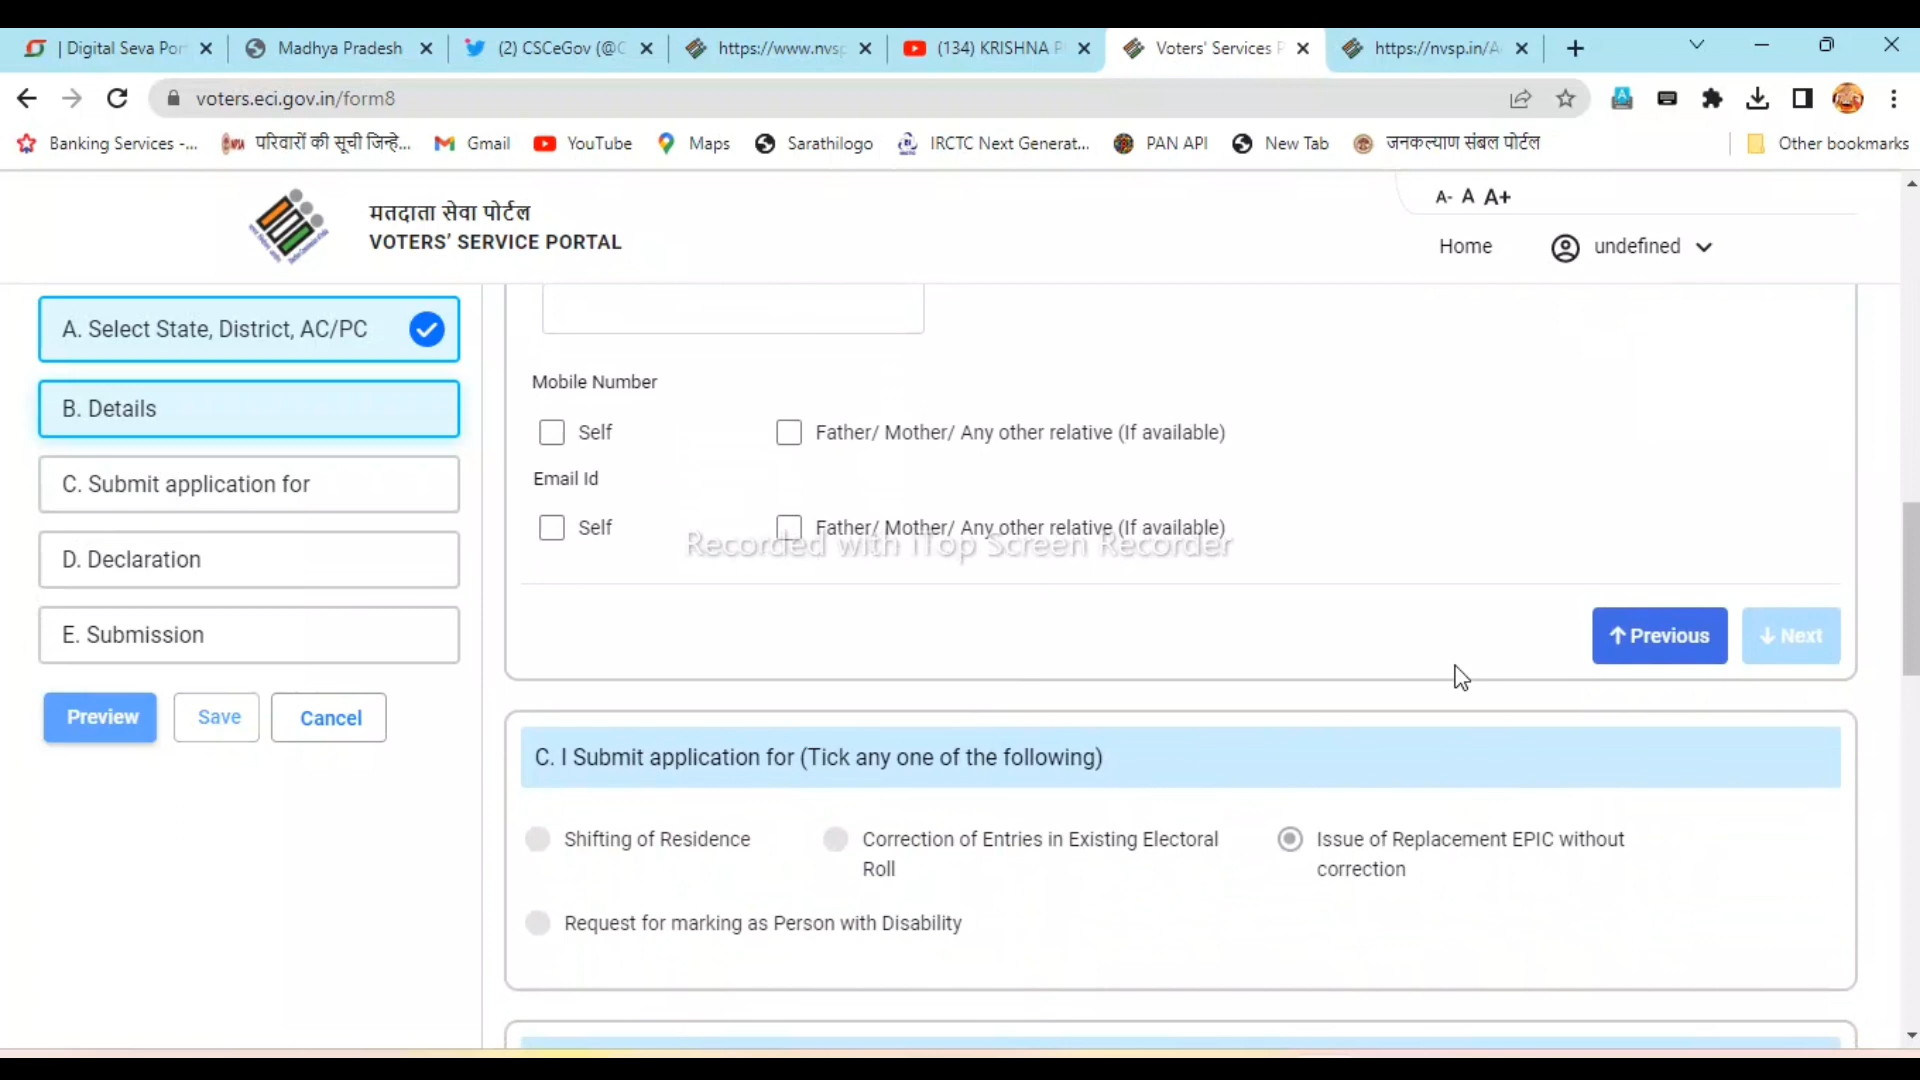 | Digital Seva Por
Madhya Pradesh
(2) CSCeGov (@C
https://www.nvs
(134) KRISHNA P
Voters' Services P
https://nvsp.in/A
voters.eci.gov.in/form8
Banking Services -...
परिवारों की सूची जिन्हे...
Gmail
YouTube
Maps
Sarathilogo
IRCTC Next Generat...
PAN API
New Tab
जनकल्याण संबल पोर्टल
Other bookmarks
मतदाता सेवा पोर्टल
VOTERS’ SERVICE PORTAL
A- A A+
Home
undefined
A. Select State, District, AC/PC
B. Details
C. Submit application for
D. Declaration
E. Submission
Preview
Save
Cancel
Mobile Number
Self
Father/ Mother/ Any other relative (If available)
Email Id
Self
Father/ Mother/ Any other relative (If available)
Recorded with iTop Screen Recorder
Previous
Next
C. I Submit application for (Tick any one of the following)
Shifting of Residence
Correction of Entries in Existing Electoral
Roll
Issue of Replacement EPIC without
correction
Request for marking as Person with Disability